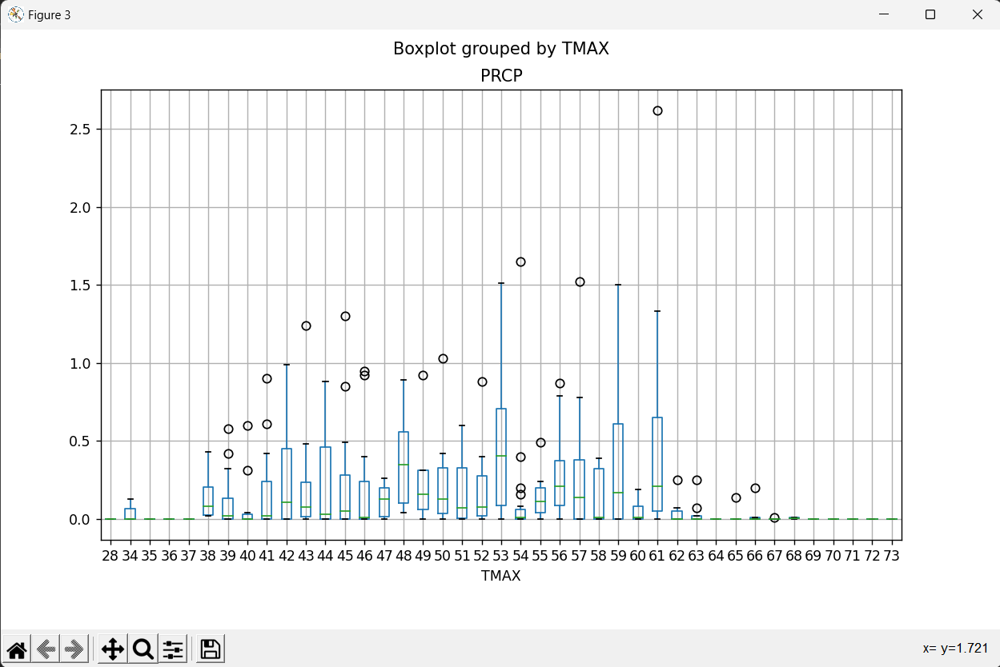 Figure 3
Boxplot grouped by TMAX
PRCP
2.5
2.0
1.5
1.0
0.5
0.0
28 34 35 36 37 38 39 40 41 42 43 44 45 46 47 48 49 50 51 52 53 54 55 56 57 58 59 60 61 62 63 64 65 66 67 68 69 70 71 72 73
TMAX
x= y=1.721